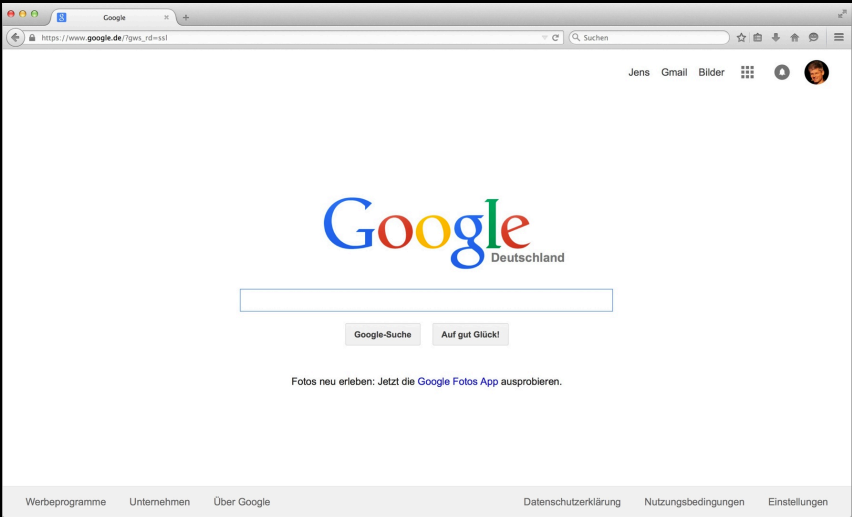 Google
https://www.google.de/?gws_rd=ssl
Suchen
Jens Gmail Bilder
Google
Deutschland
Google-Suche Auf gut Glück!
Fotos neu erleben: Jetzt die Google Fotos App ausprobieren.
Werbeprogramme Unternehmen Über Google Datenschutzerklärung Nutzungsbedingungen Einstellungen